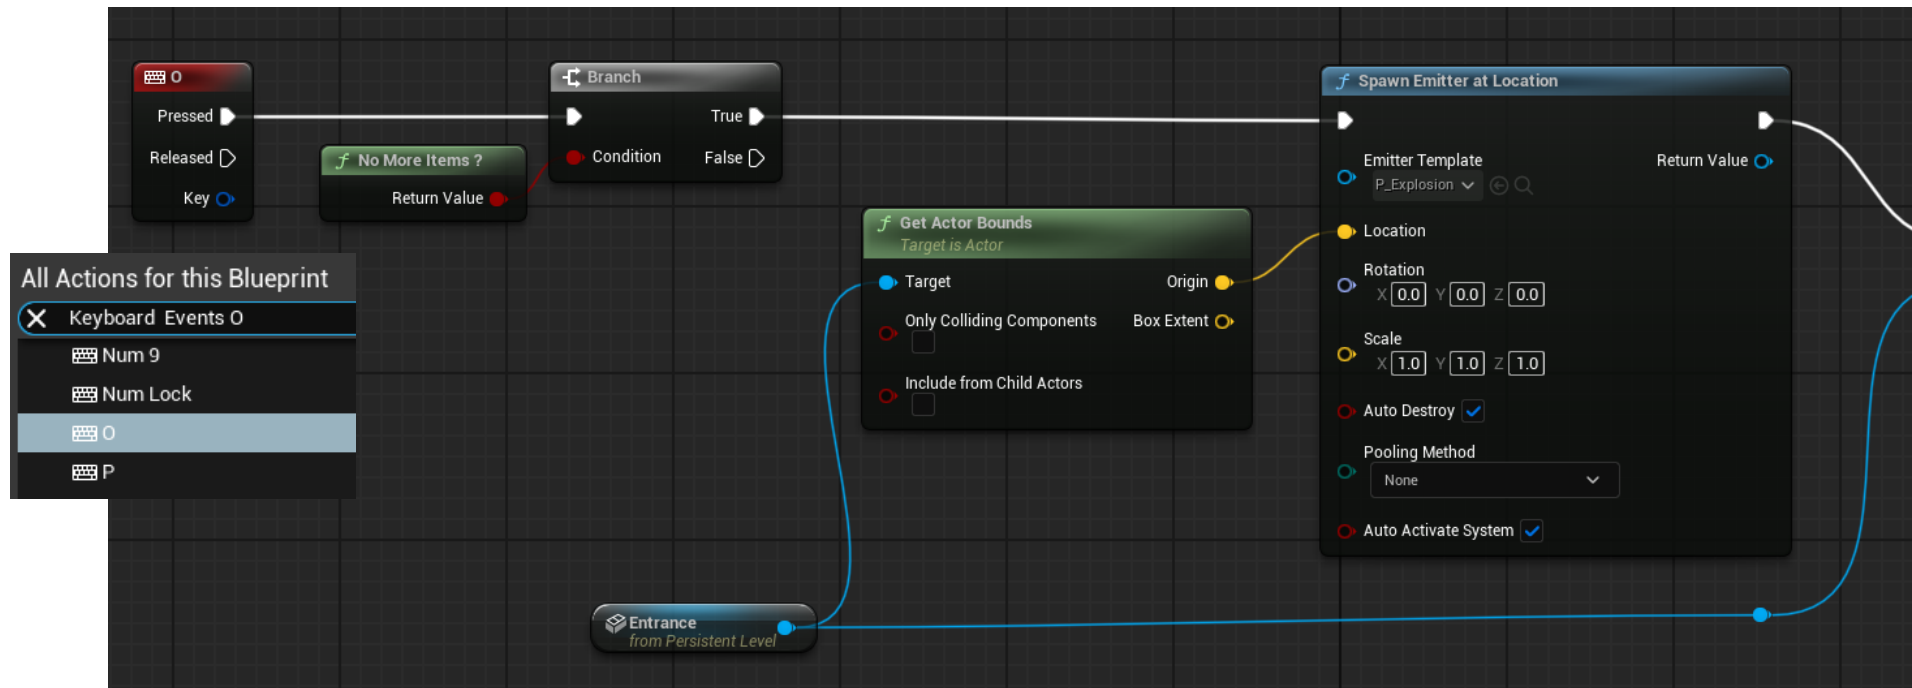 O
Pressed
Released
Key
No More Items ?
Return Value
Branch
True
Condition
False
All Actions for this Blueprint
Keyboard Events O
Num 9
Num Lock
O
P
Get Actor Bounds
Target is Actor
Target
Origin
Only Colliding Components
Box Extent
Include from Child Actors
Entrance
from Persistent Level
Spawn Emitter at Location
Emitter Template
Return Value
P_Explosion
Location
Rotation
X 0.0 Y 0.0 Z 0.0
Scale
X 1.0 Y 1.0 Z 1.0
Auto Destroy
Pooling Method
None
Auto Activate System